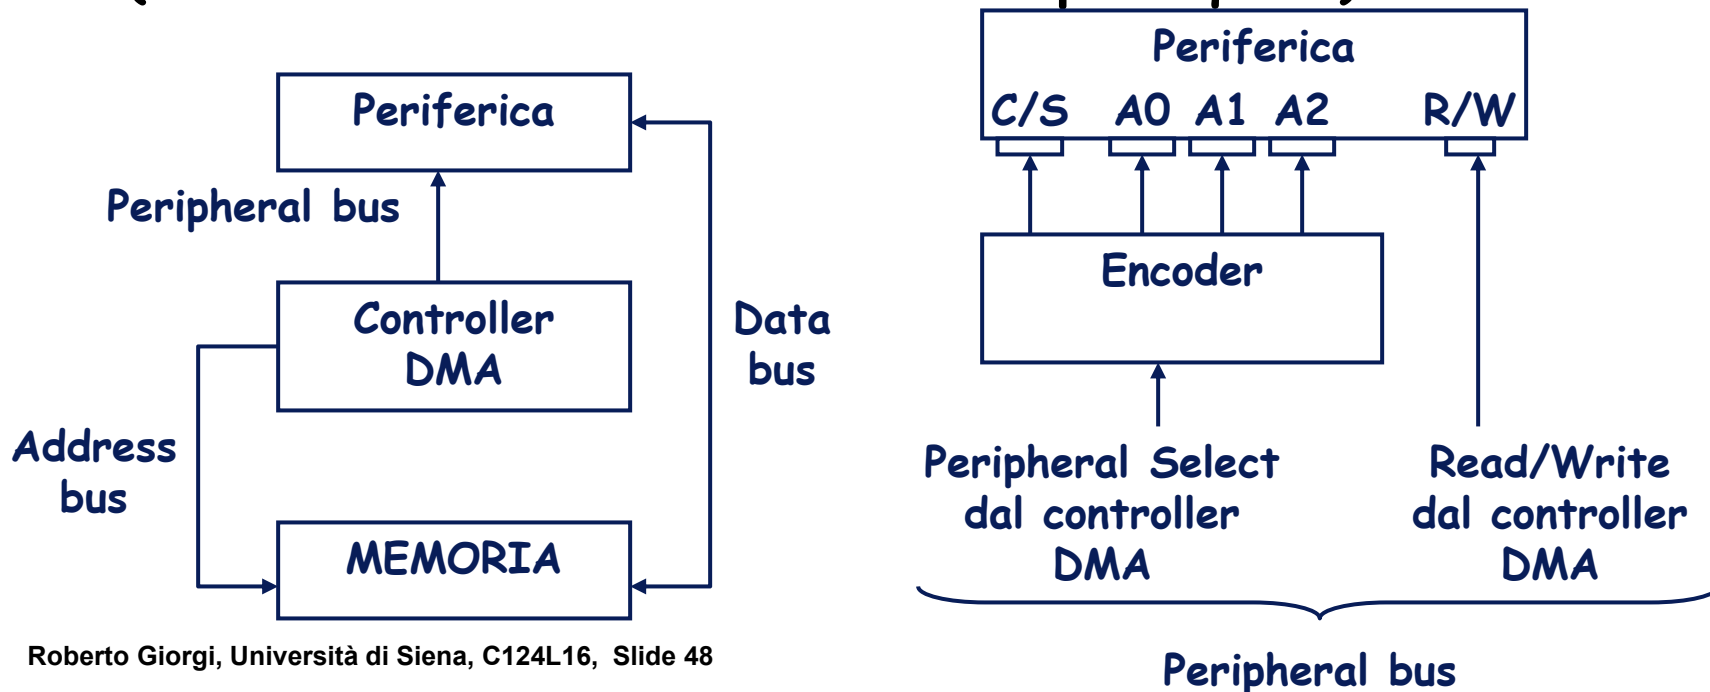 Periferica
Peripheral bus
Controller
DMA
Data
bus
Address
bus
MEMORIA
Periferica
C/S A0 A1 A2 R/W
Encoder
Peripheral Select
dal controller
DMA
Read/Write
dal controller
DMA
Peripheral bus
Roberto Giorgi, Università di Siena, C124L16, Slide 48